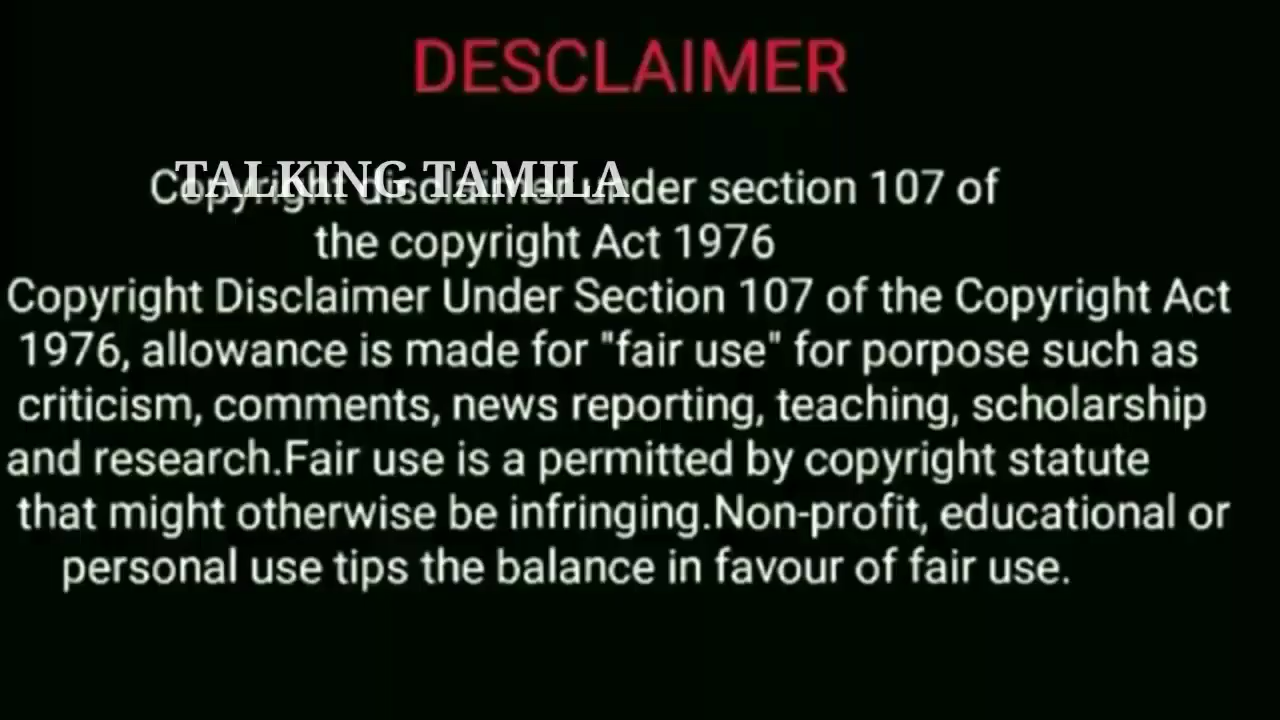 DESCLAIMER
TALKING TAMILA
Copyright disclaimer under section 107 of
the copyright Act 1976
Copyright Disclaimer Under Section 107 of the Copyright Act
1976, allowance is made for "fair use" for porpose such as
criticism, comments, news reporting, teaching, scholarship
and research.Fair use is a permitted by copyright statute
that might otherwise be infringing.Non-profit, educational or
personal use tips the balance in favour of fair use.